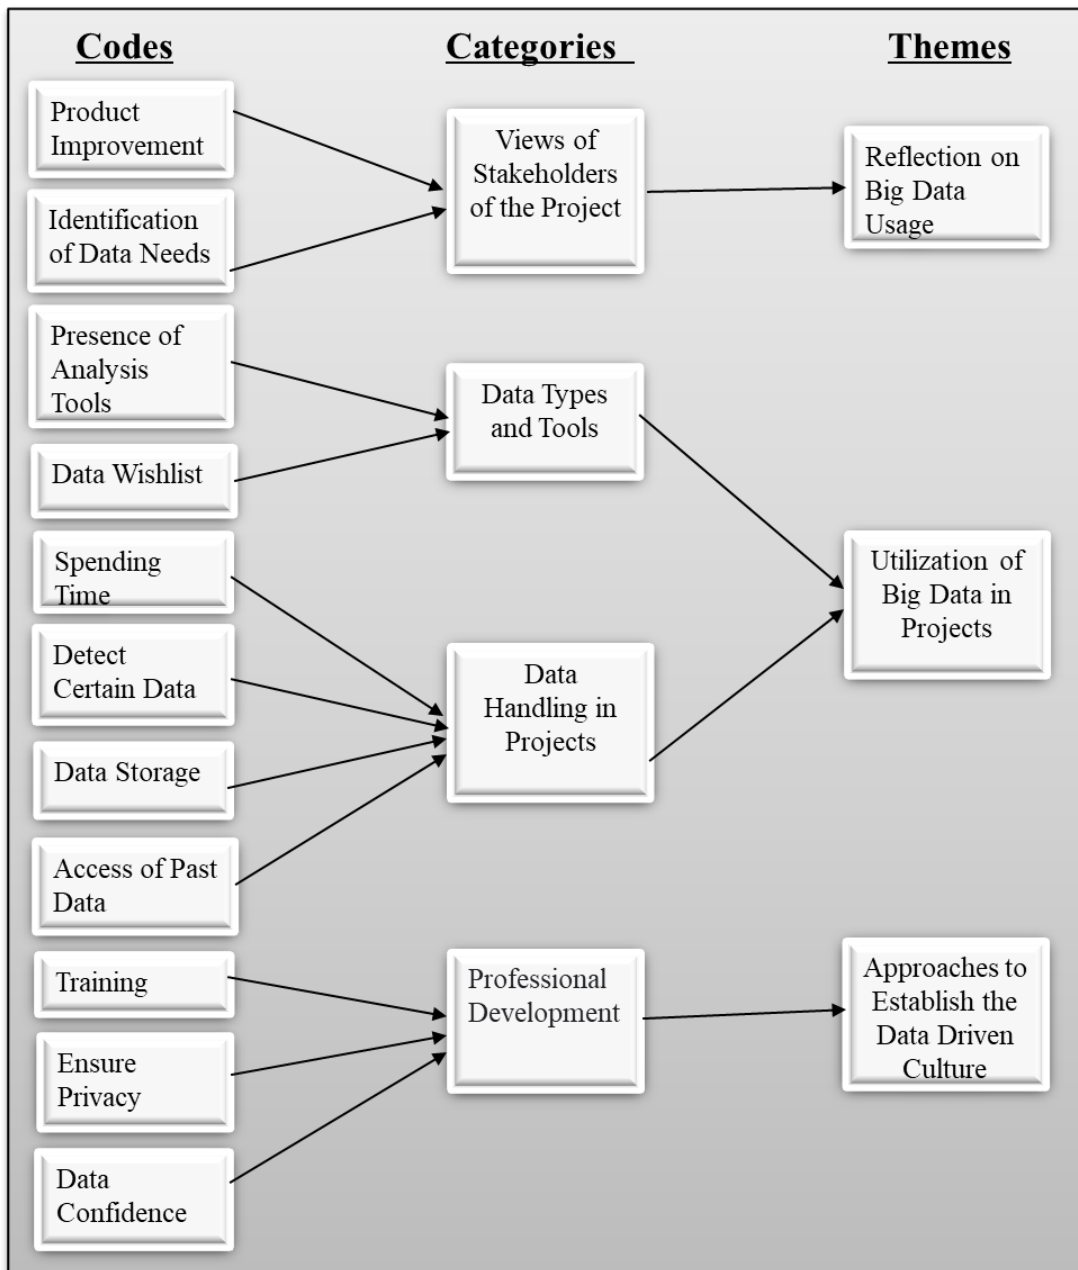 Codes
Categories
Themes
Product
Improvement
Identification
of Data Needs
Presence of
Analysis
Tools
Data Wishlist
Spending
Time
Detect
Certain Data
Data Storage
Access of Past
Data
Training
Ensure
Privacy
Data
Confidence
Views of
Stakeholders
of the Project
Data Types
and Tools
Data
Handling in
Projects
Professional
Development
Reflection on
Big Data
Usage
Utilization of
Big Data in
Projects
Approaches to
Establish the
Data Driven
Culture